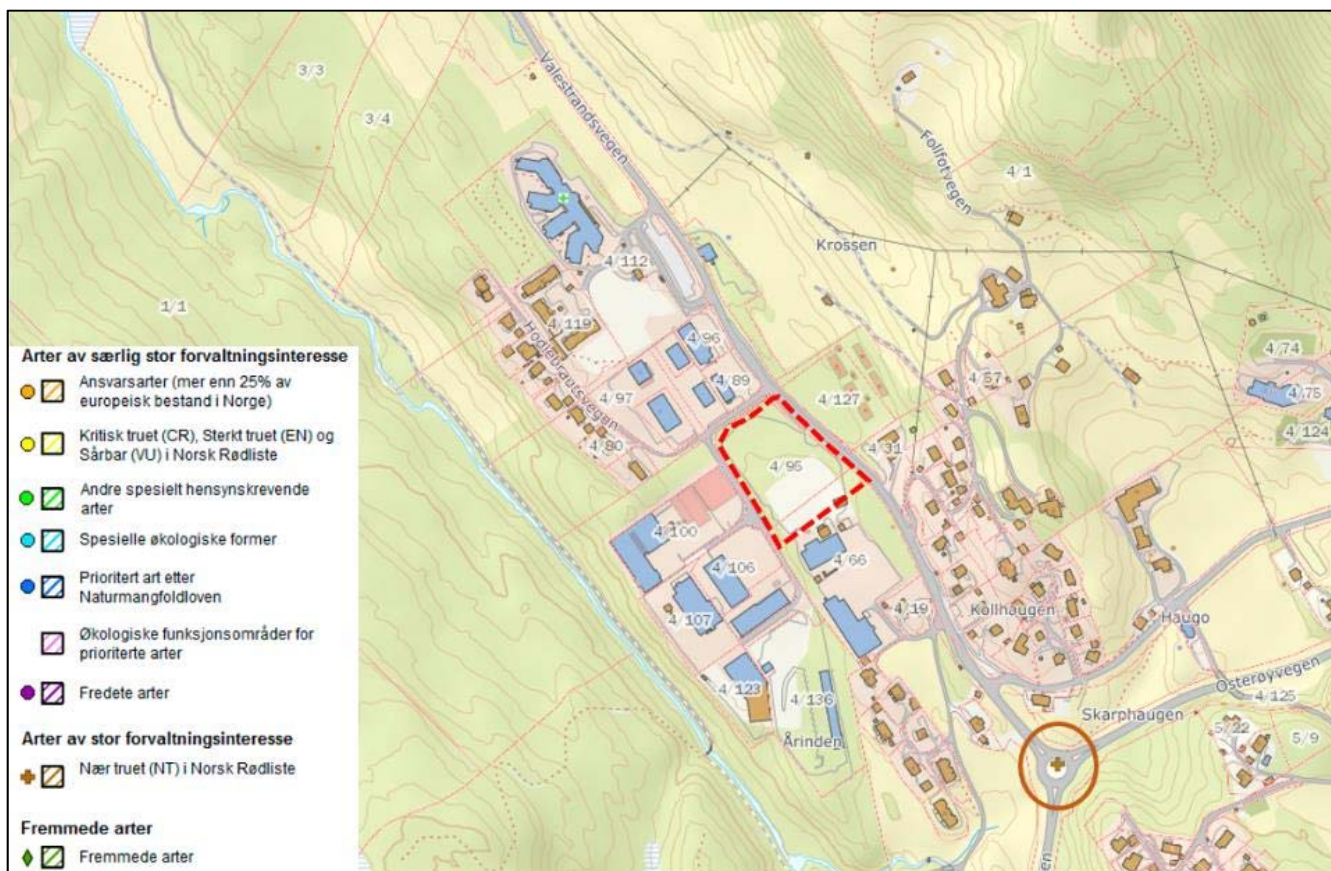 3/3
3/4
Valestrandsvegen
Follfotvegen
4/1
Krossen
4/112
1/1
4/119
4/96
Hodlebrautsvegen
4/89
4/97
4/127
4/57
4/74
4/75
4/124
4/80
4/31
4/95
4/100
4/106
4/66
4/107
4/19
Kollhaugen
Haugo
4/123
4/136
Osterøyvegen
4/125
Skarphaugen
Årinden
5/22
5/9
en
Arter av særlig stor forvaltningsinteresse
Ansvarsarter (mer enn 25% av
europeisk bestand i Norge)
Kritisk truet (CR), Sterkt truet (EN) og
Sårbar (VU) i Norsk Rødliste
Andre spesielt hensynskrevende
arter
Spesielle økologiske former
Prioritert art etter
Naturmangfoldloven
Økologiske funksjonsområder for
prioriterte arter
Fredete arter
Arter av stor forvaltningsinteresse
Nær truet (NT) i Norsk Rødliste
Fremmede arter
Fremmede arter